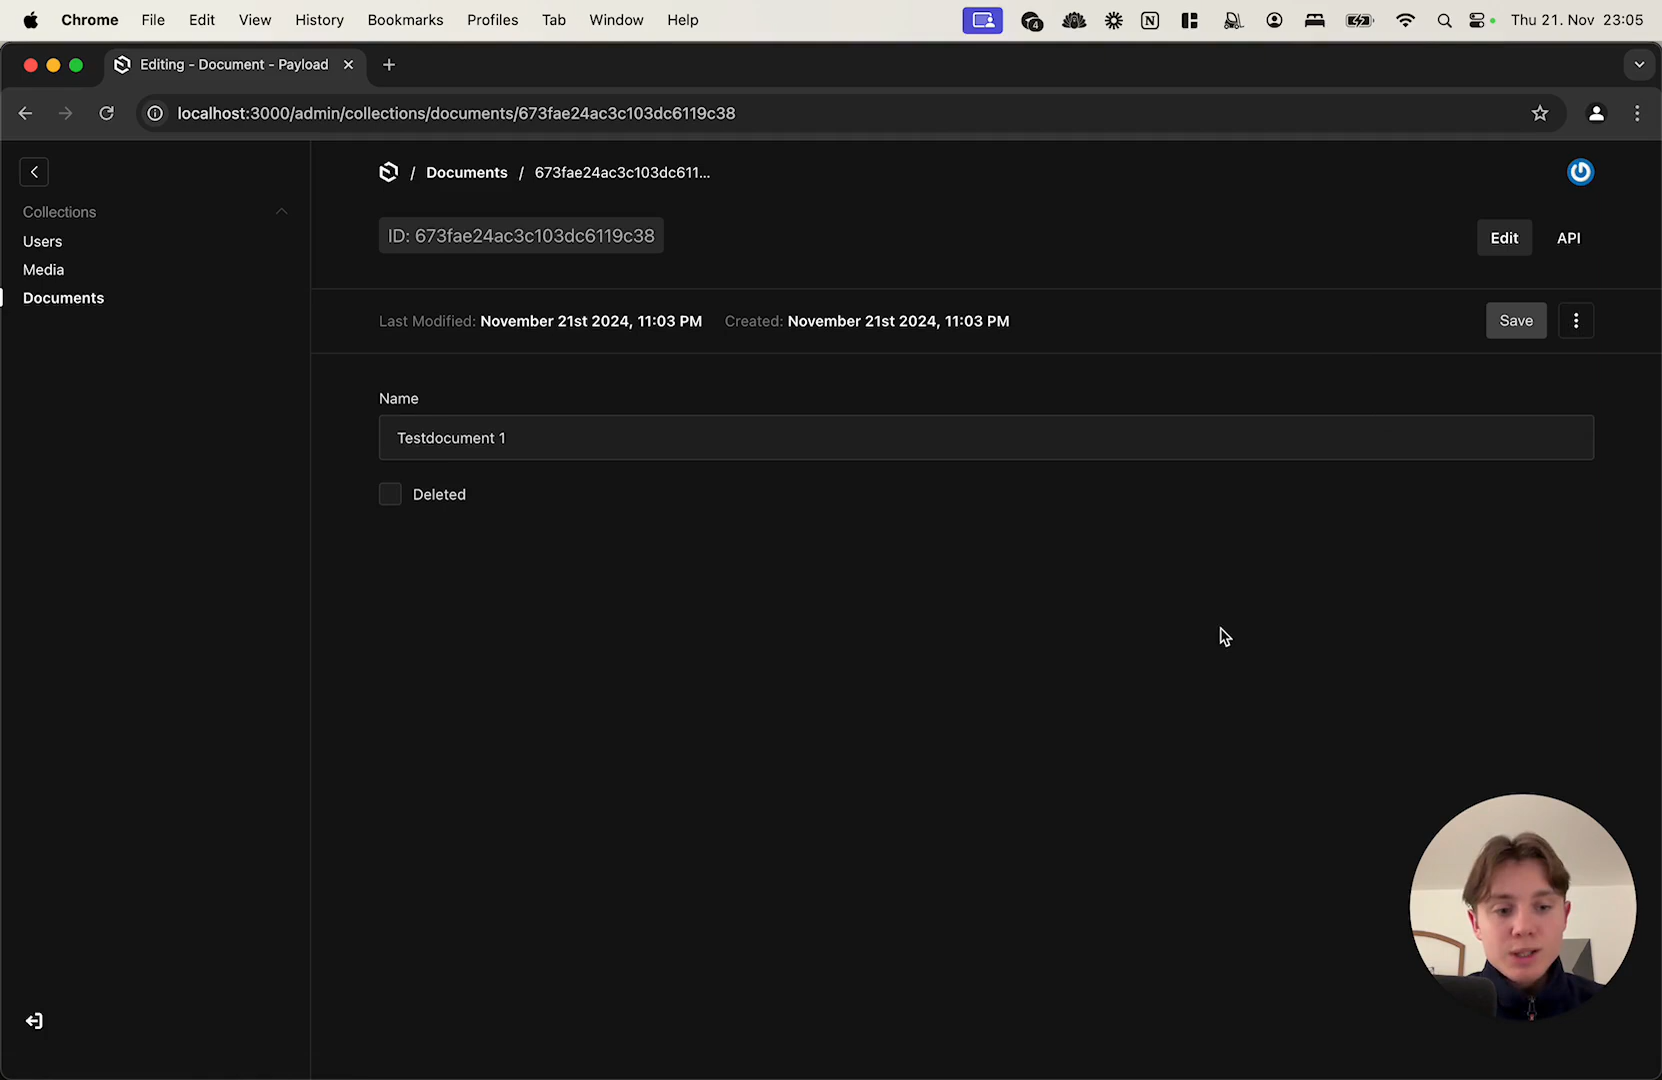 Chrome File Edit View History Bookmarks Profiles Tab Window Help 4 Thu 21. Nov 23:05
Editing - Document - Payload
localhost:3000/admin/collections/documents/673fae24ac3c103dc6119c38
/ Documents / 673fae24ac3c103dc611...
Collections
Users
Media
Documents
ID: 673fae24ac3c103dc6119c38
Edit API
Last Modified: November 21st 2024, 11:03 PM Created: November 21st 2024, 11:03 PM
Save
Name
Testdocument 1
Deleted